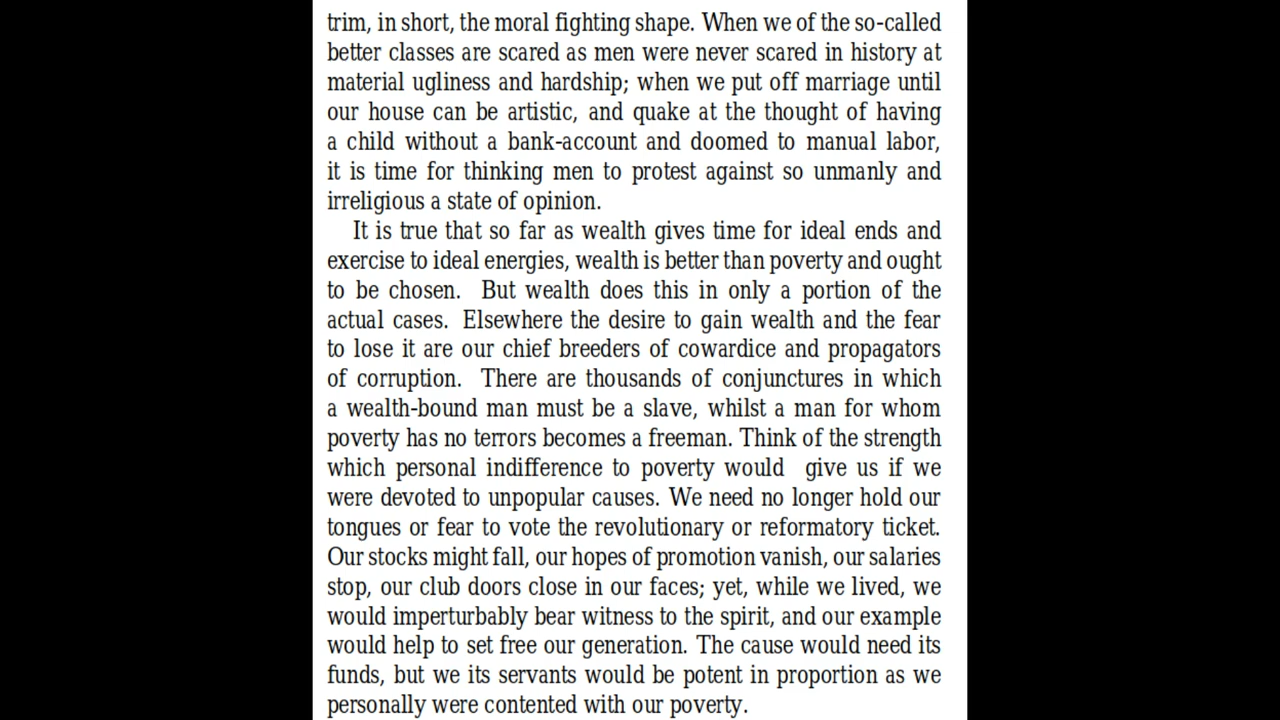 trim, in short, the moral fighting shape. When we of the so-called
better classes are scared as men were never scared in history at
material ugliness and hardship; when we put off marriage until
our house can be artistic, and quake at the thought of having
a child without a bank-account and doomed to manual labor,
it is time for thinking men to protest against so unmanly and
irreligious a state of opinion.
It is true that so far as wealth gives time for ideal ends and
exercise to ideal energies, wealth is better than poverty and ought
to be chosen. But wealth does this in only a portion of the
actual cases. Elsewhere the desire to gain wealth and the fear
to lose it are our chief breeders of cowardice and propagators
of corruption. There are thousands of conjunctures in which
a wealth-bound man must be a slave, whilst a man for whom
poverty has no terrors becomes a freeman. Think of the strength
which personal indifference to poverty would give us if we
were devoted to unpopular causes. We need no longer hold our
tongues or fear to vote the revolutionary or reformatory ticket.
Our stocks might fall, our hopes of promotion vanish, our salaries
stop, our club doors close in our faces; yet, while we lived, we
would imperturbably bear witness to the spirit, and our example
would help to set free our generation. The cause would need its
funds, but we its servants would be potent in proportion as we
personally were contented with our poverty.